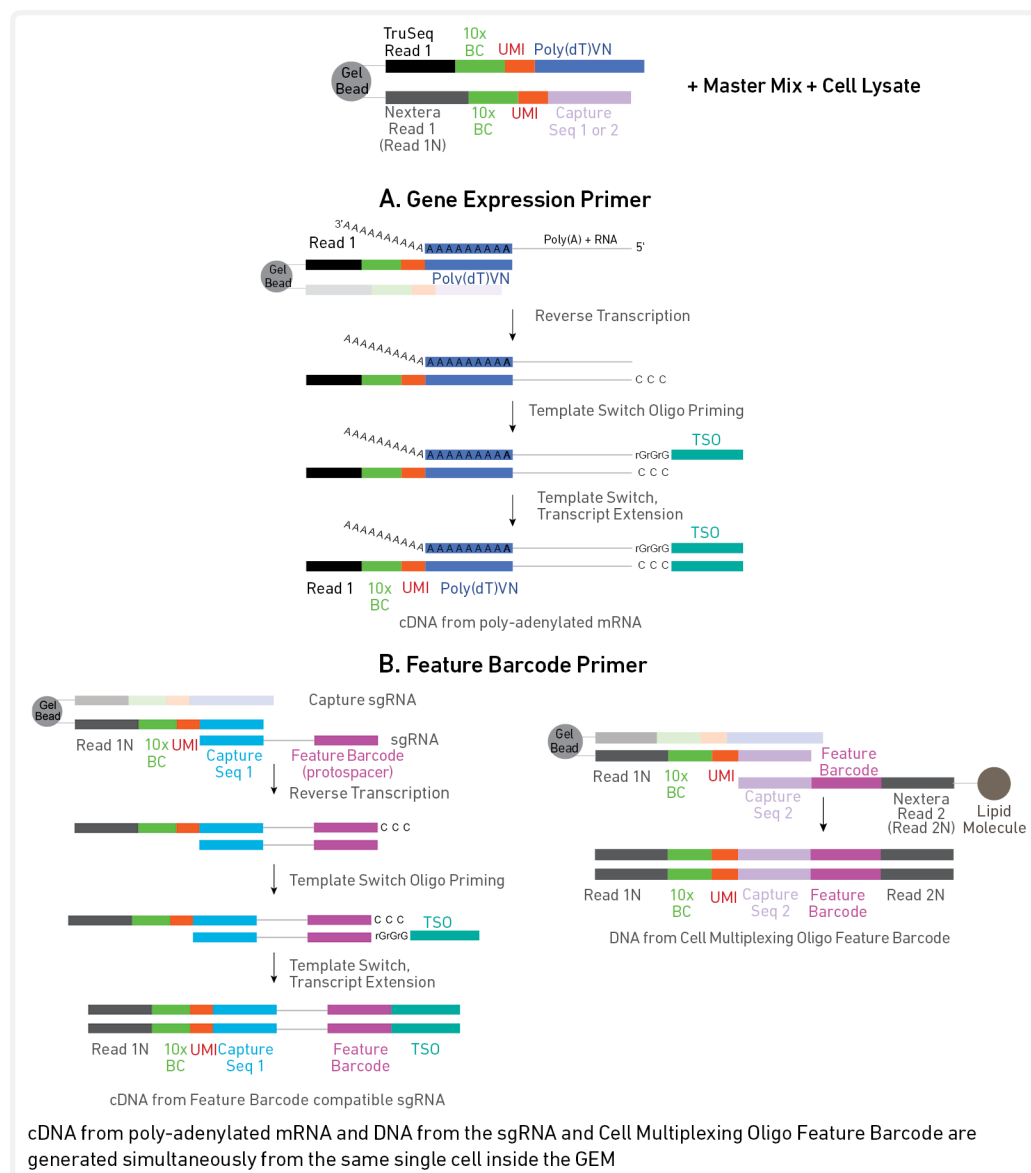 TruSeq
Read 1
10x
BC
UMI
Poly(dT)VN
Gel
Bead
+ Master Mix + Cell Lysate
Nextera
Read 1
(Read 1N)
10x
BC
UMI
Capture
Seq 1 or 2
A. Gene Expression Primer
3'AAAAAAAAAA
AAAAAAAAA
Poly(A) + RNA
5'
Read 1
Gel
Bead
Poly(dT)VN
Reverse Transcription
AAAAAAAAAA
AAAAAAAAA
C C C
Template Switch Oligo Priming
TSO
AAAAAAAAAA
AAAAAAAAA
rGrGrG
C C C
Template Switch,
Transcript Extension
TSO
AAAAAAAAAA
AAAAAAAAA
rGrGrG
C C C
Read 1
10x
BC
UMI
Poly(dT)VN
cDNA from poly-adenylated mRNA
B. Feature Barcode Primer
Gel
Bead
Capture sgRNA
Read 1N
10x
BC
UMI
Capture
Seq 1
sgRNA
Feature Barcode
(protospacer)
Reverse Transcription
C C C
Template Switch Oligo Priming
C C C
rGrGrG
TSO
Template Switch,
Transcript Extension
Read 1N
10x
BC
UMI
Capture
Seq 1
Feature
Barcode
TSO
cDNA from Feature Barcode compatible sgRNA
Gel
Bead
Read 1N
10x
BC
UMI
Feature
Barcode
Capture
Seq 2
Nextera
Read 2
(Read 2N)
Lipid
Molecule
Read 1N
10x
BC
UMI
Capture
Seq 2
Feature
Barcode
Read 2N
DNA from Cell Multiplexing Oligo Feature Barcode
cDNA from poly-adenylated mRNA and DNA from the sgRNA and Cell Multiplexing Oligo Feature Barcode are
generated simultaneously from the same single cell inside the GEM